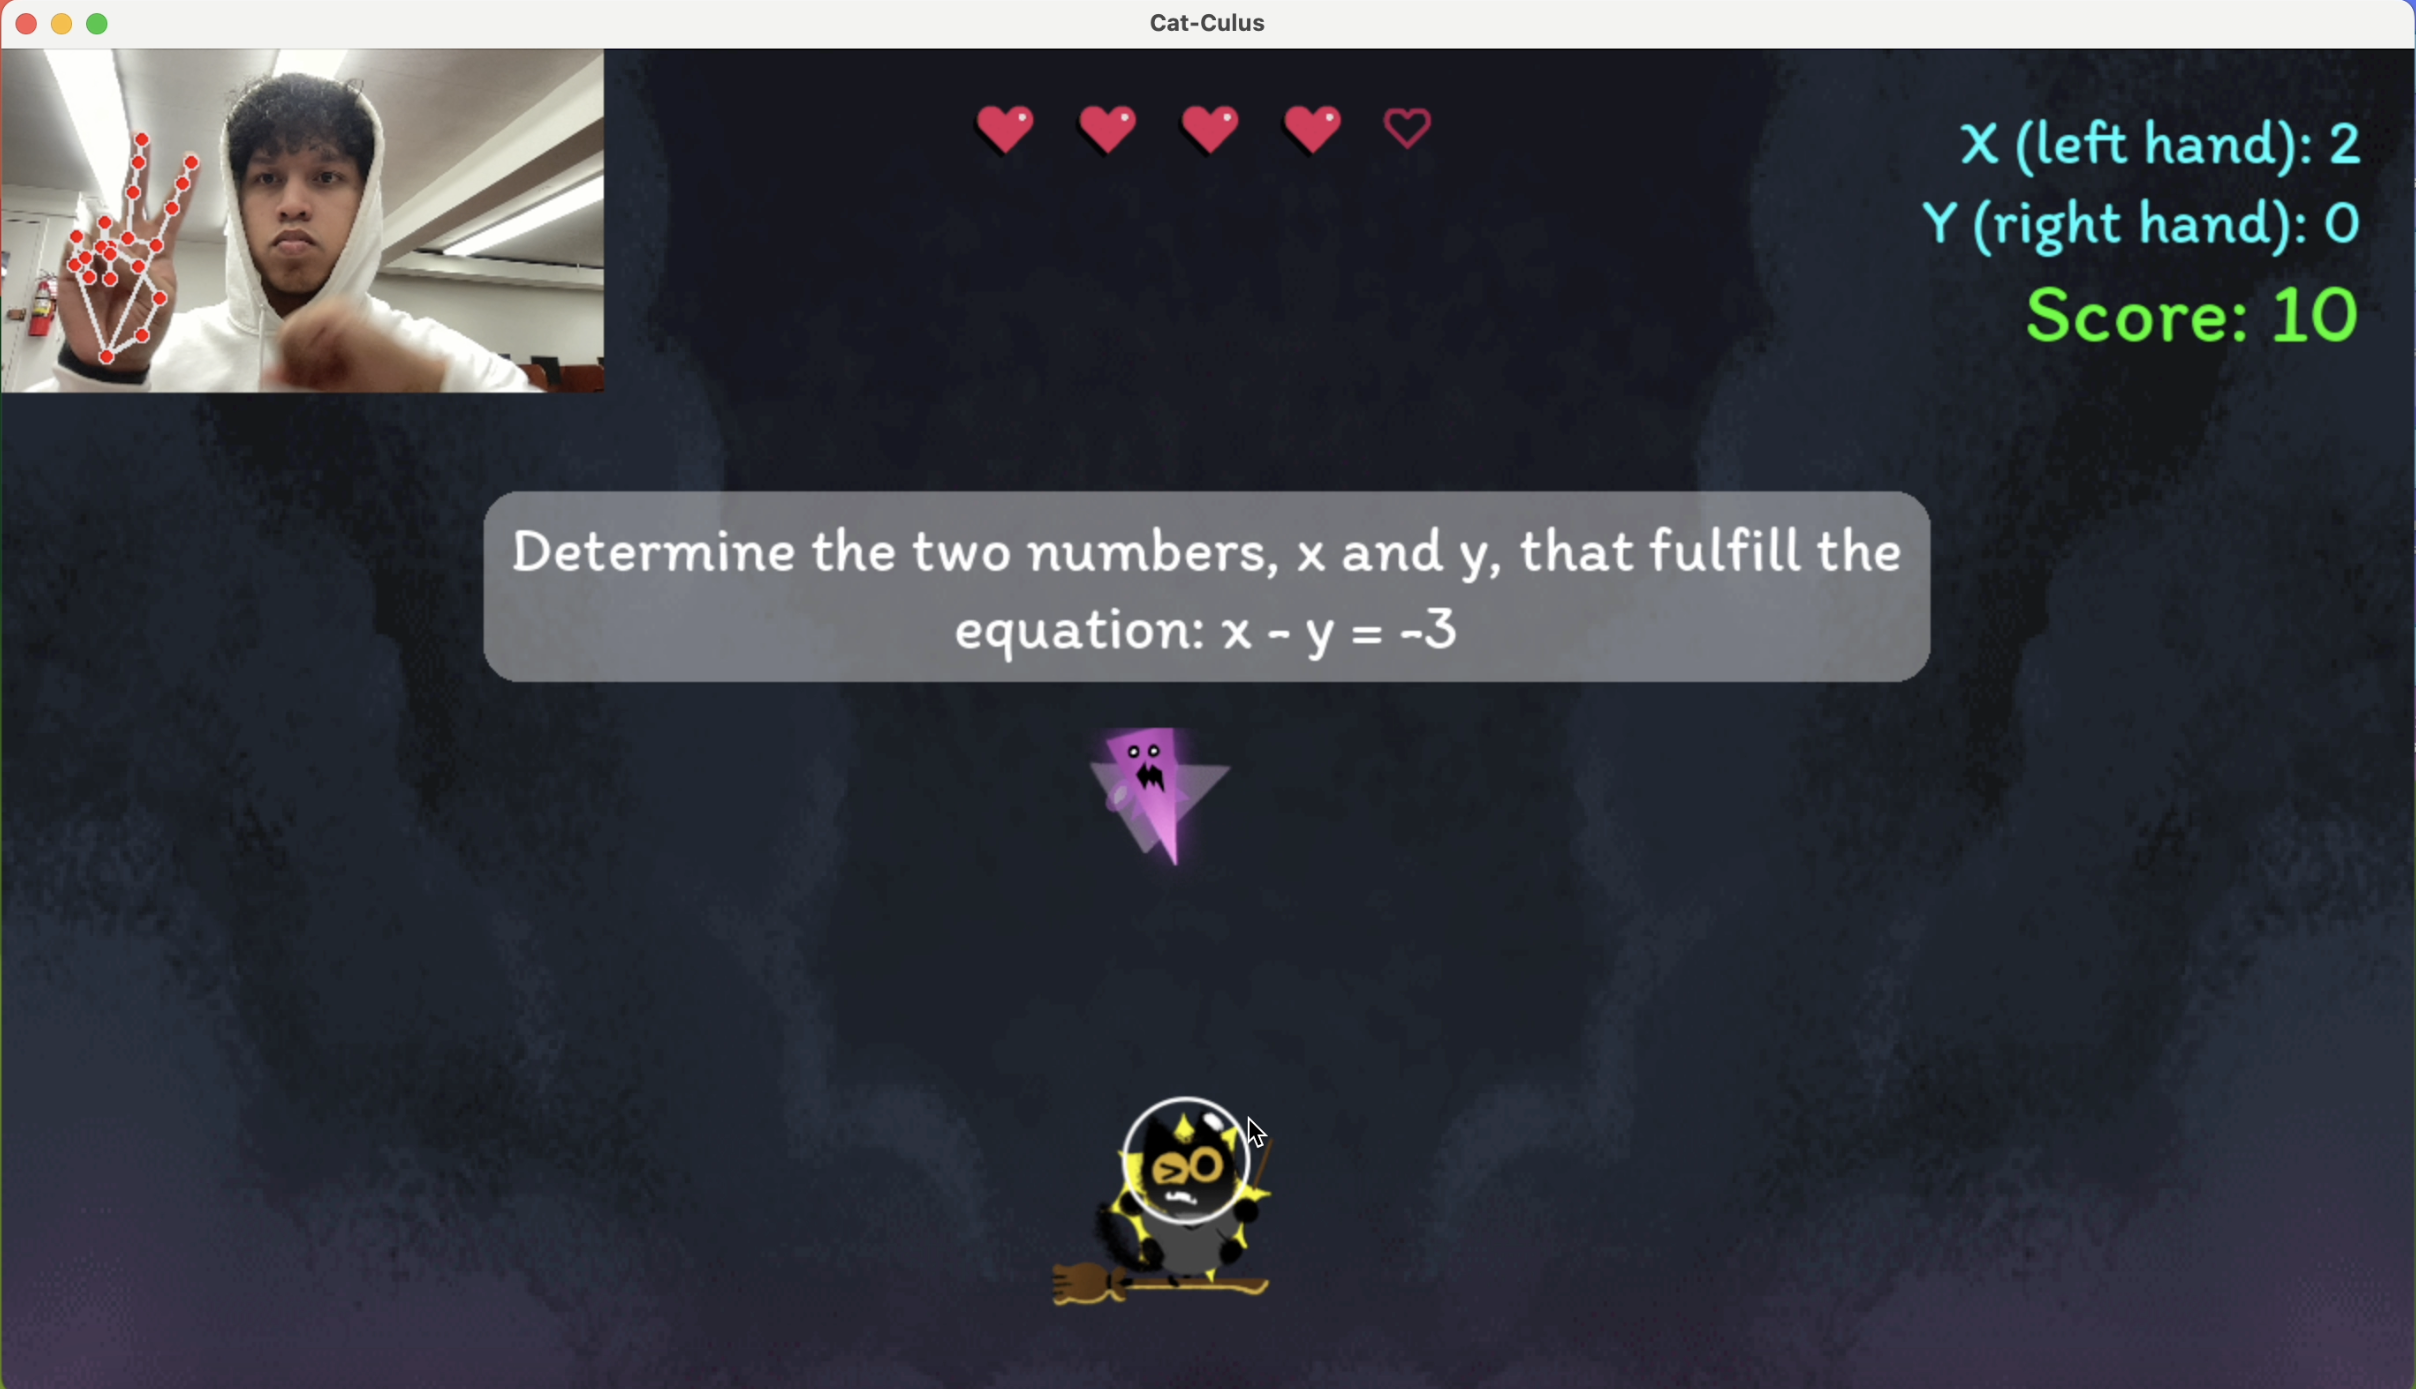 Cat-Culus
X (left hand): 2
Y (right hand): 0
Score: 10
Determine the two numbers, x and y, that fulfill the
equation: x - y = -3